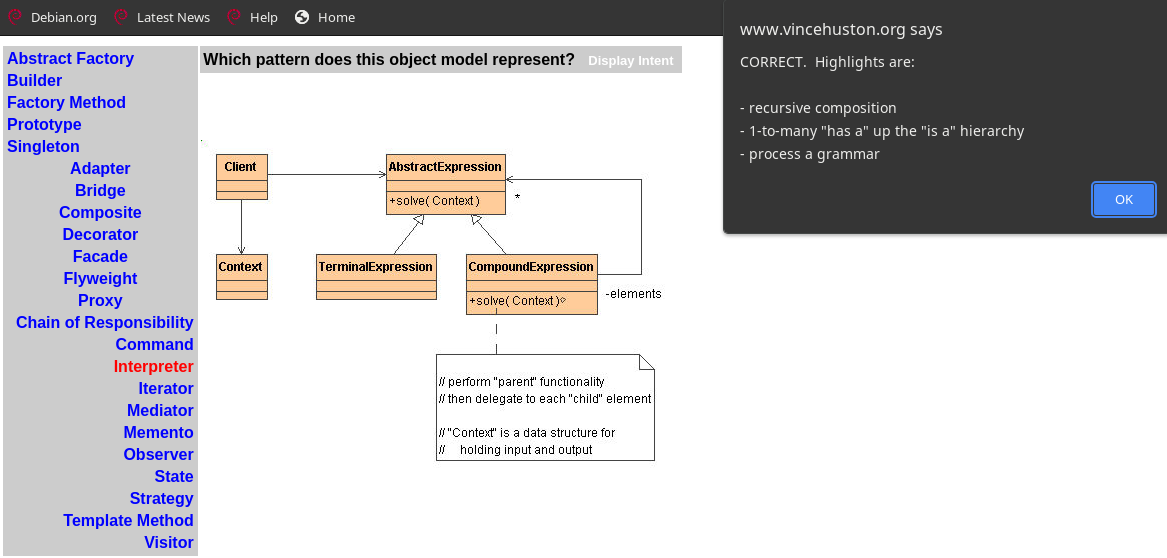 Debian.org Latest News Help Home
www.vincehuston.org says
CORRECT.  Highlights are:
- recursive composition
- 1-to-many "has a" up the "is a" hierarchy
- process a grammar
OK
Abstract Factory
Builder
Factory Method
Prototype
Singleton
Adapter
Bridge
Composite
Decorator
Facade
Flyweight
Proxy
Chain of Responsibility
Command
Interpreter
Iterator
Mediator
Memento
Observer
State
Strategy
Template Method
Visitor
Which pattern does this object model represent? Display Intent
Client
AbstractExpression
+solve( Context )
*
Context
TerminalExpression
CompoundExpression
+solve( Context )
-elements
// perform "parent" functionality
// then delegate to each "child" element
// "Context" is a data structure for
// holding input and output